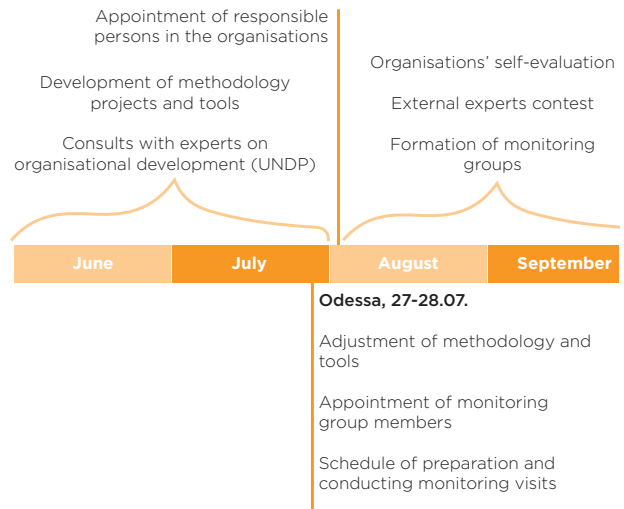 Appointment of responsible
persons in the organisations
Development of methodology
projects and tools
Consults with experts on
organisational development (UNDP)
Organisations’ self-evaluation
External experts contest
Formation of monitoring
groups
June
July
August
September
Odessa, 27-28.07.
Adjustment of methodology and
tools
Appointment of monitoring
group members
Schedule of preparation and
conducting monitoring visits